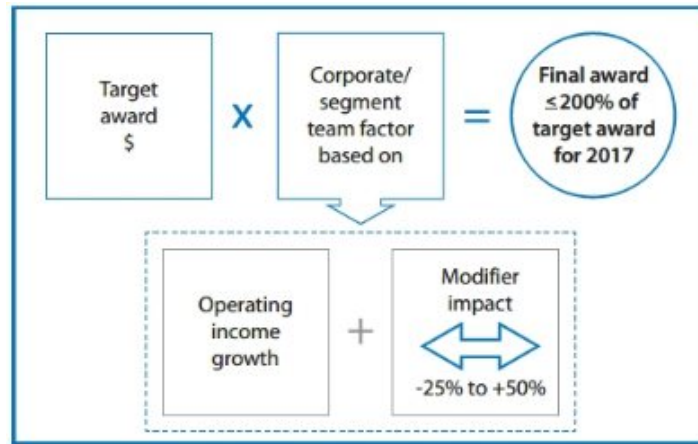 Target
award
$
x
Corporate/
segment
team factor
based on
=
Final award
≤200% of
target award
for 2017
Operating
income
growth
+
Modifier
impact
-25% to +50%